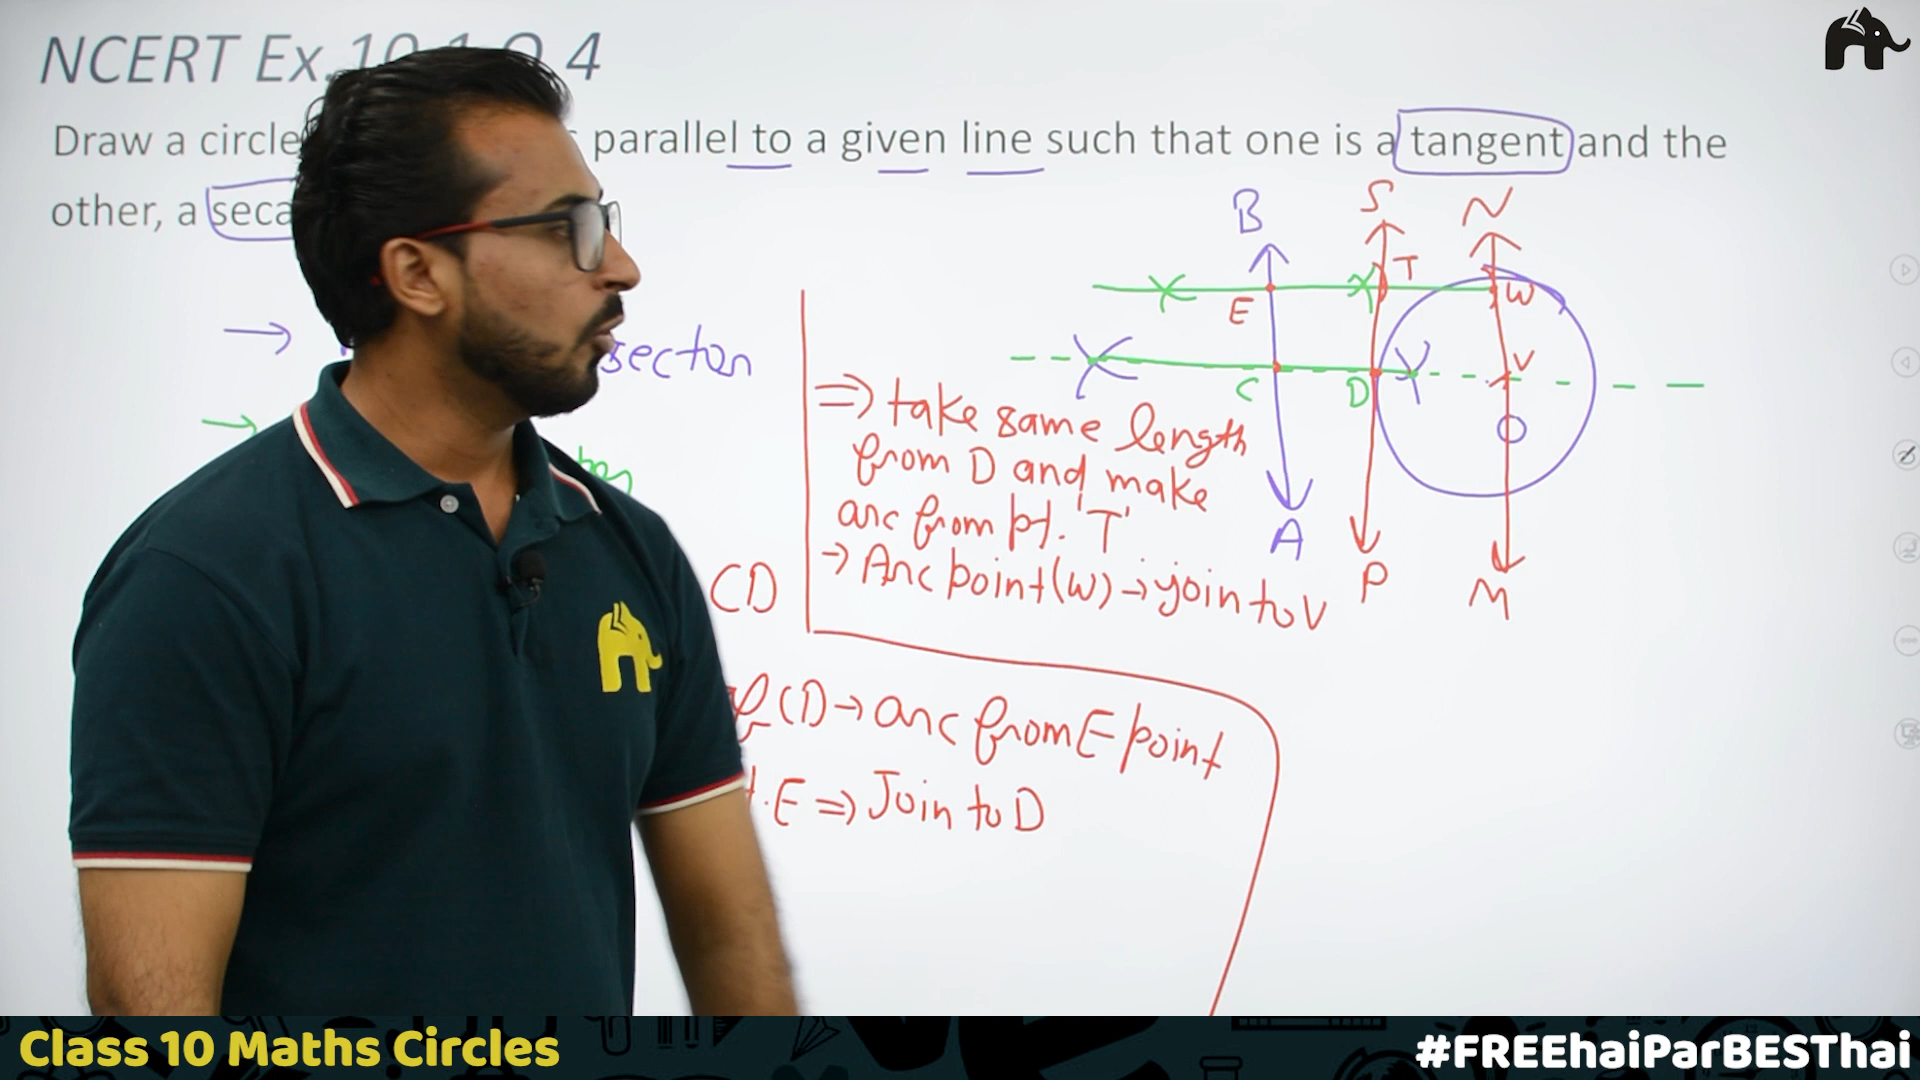 NCERT Ex. 4
Draw a circle parallel to a given line such that one is a tangent and the
other, a
B
S
N
T
E
W
C
D
V
O
A
P
M
CD
⇒ take same length
from D and make
arc from pt. 'T'
→ Arc point (W) → join to V
CD → arc from E point
E ⇒ Join to D
Class 10 Maths Circles
#FREEhaiParBESThai